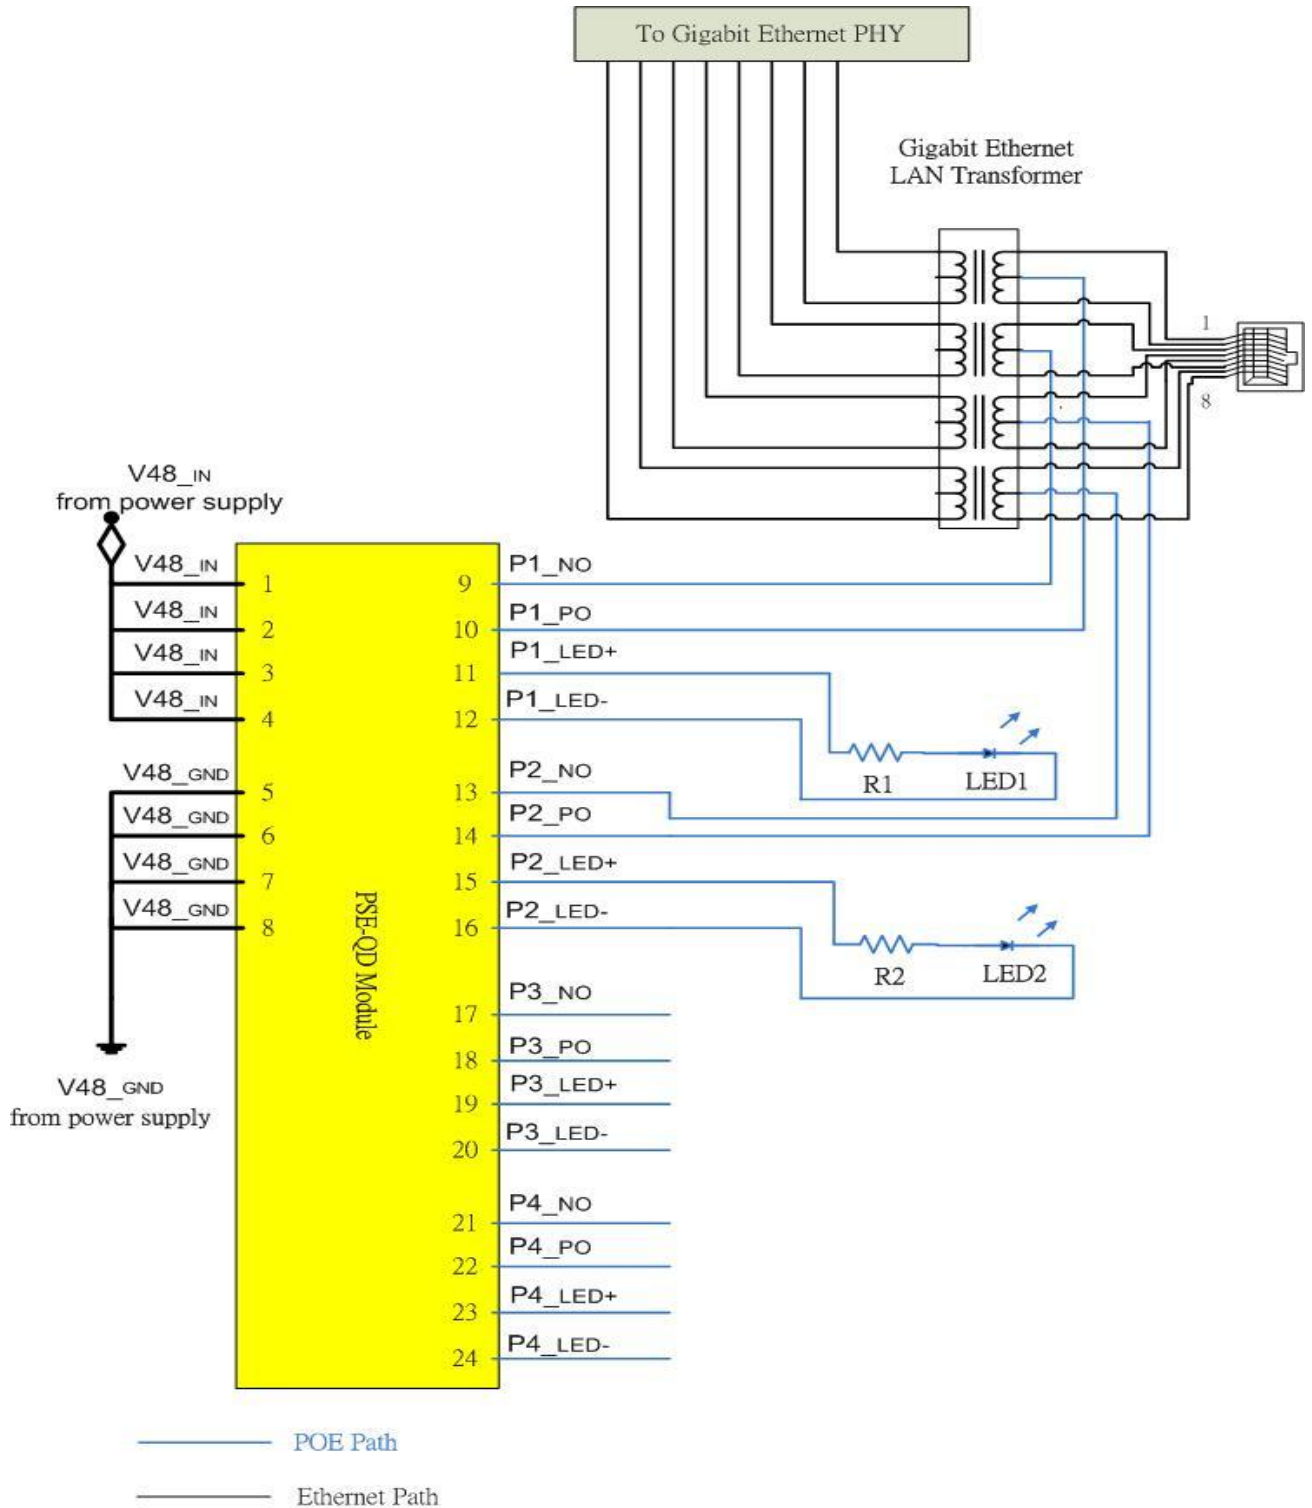 To Gigabit Ethernet PHY
Gigabit Ethernet
LAN Transformer
1
8
V48_IN
from power supply
V48_IN
1
V48_IN
2
V48_IN
3
V48_IN
4
V48_GND
5
V48_GND
6
V48_GND
7
V48_GND
8
V48_GND
from power supply
PSE-QD Module
9
P1_NO
10
P1_PO
11
P1_LED+
12
P1_LED-
R1
LED1
13
P2_NO
14
P2_PO
15
P2_LED+
16
P2_LED-
R2
LED2
17
P3_NO
18
P3_PO
19
P3_LED+
20
P3_LED-
21
P4_NO
22
P4_PO
23
P4_LED+
24
P4_LED-
POE Path
Ethernet Path